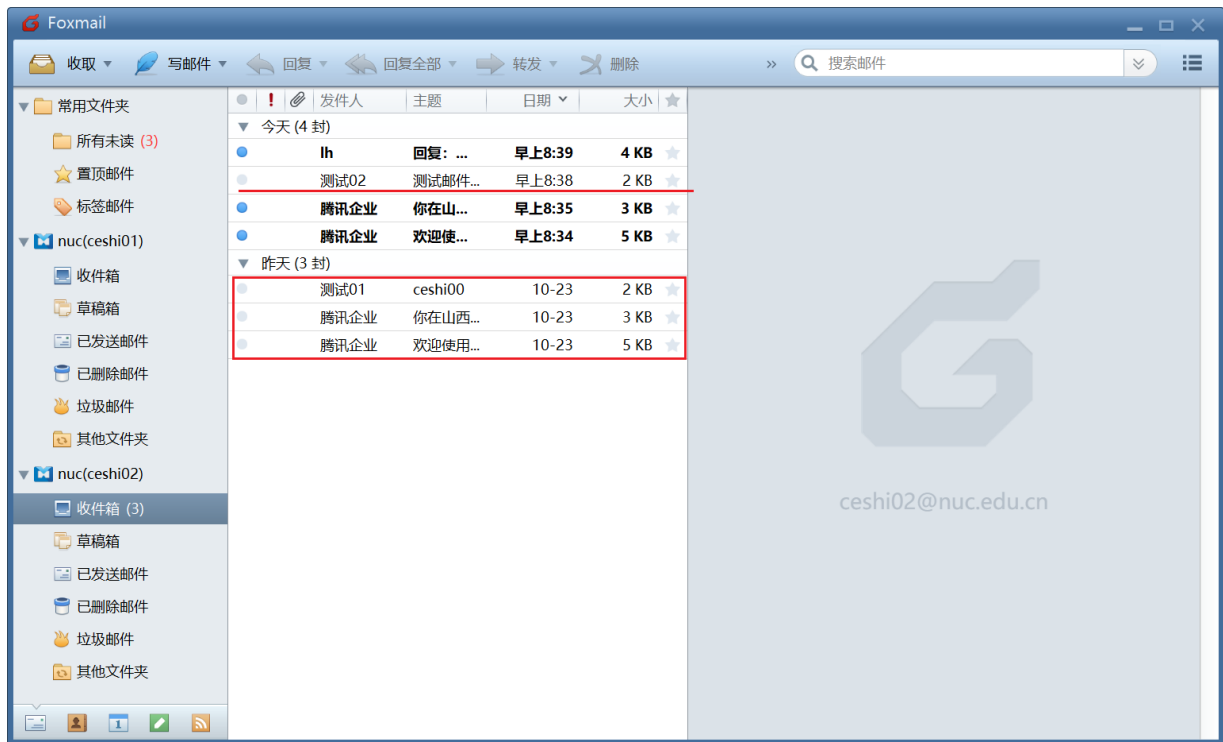 Foxmail
收取 写邮件 回复 回复全部 转发 删除 » 搜索邮件
常用文件夹
所有未读 (3)
置顶邮件
标签邮件
nuc(ceshi01)
收件箱
草稿箱
已发送邮件
已删除邮件
垃圾邮件
其他文件夹
nuc(ceshi02)
收件箱 (3)
草稿箱
已发送邮件
已删除邮件
垃圾邮件
其他文件夹
! 发件人 主题 日期 大小
今天 (4 封)
lh 回复：... 早上8:39 4 KB
测试02 测试邮件... 早上8:38 2 KB
腾讯企业 你在山... 早上8:35 3 KB
腾讯企业 欢迎使... 早上8:34 5 KB
昨天 (3 封)
测试01 ceshi00 10-23 2 KB
腾讯企业 你在山西... 10-23 3 KB
腾讯企业 欢迎使用... 10-23 5 KB
ceshi02@nuc.edu.cn
1